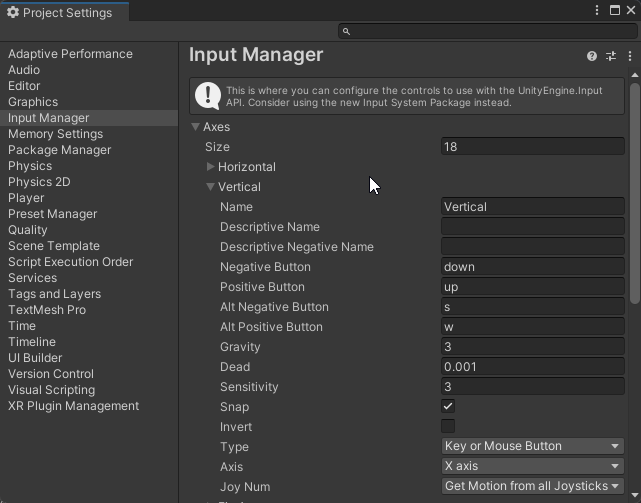 Project Settings
Adaptive Performance
Audio
Editor
Graphics
Input Manager
Memory Settings
Package Manager
Physics
Physics 2D
Player
Preset Manager
Quality
Scene Template
Script Execution Order
Services
Tags and Layers
TextMesh Pro
Time
Timeline
UI Builder
Version Control
Visual Scripting
XR Plugin Management
Input Manager
This is where you can configure the controls to use with the UnityEngine.Input
API. Consider using the new Input System Package instead.
Axes
Size 18
Horizontal
Vertical
Name Vertical
Descriptive Name
Descriptive Negative Name
Negative Button down
Positive Button up
Alt Negative Button s
Alt Positive Button w
Gravity 3
Dead 0.001
Sensitivity 3
Snap
Invert
Type Key or Mouse Button
Axis X axis
Joy Num Get Motion from all Joysticks